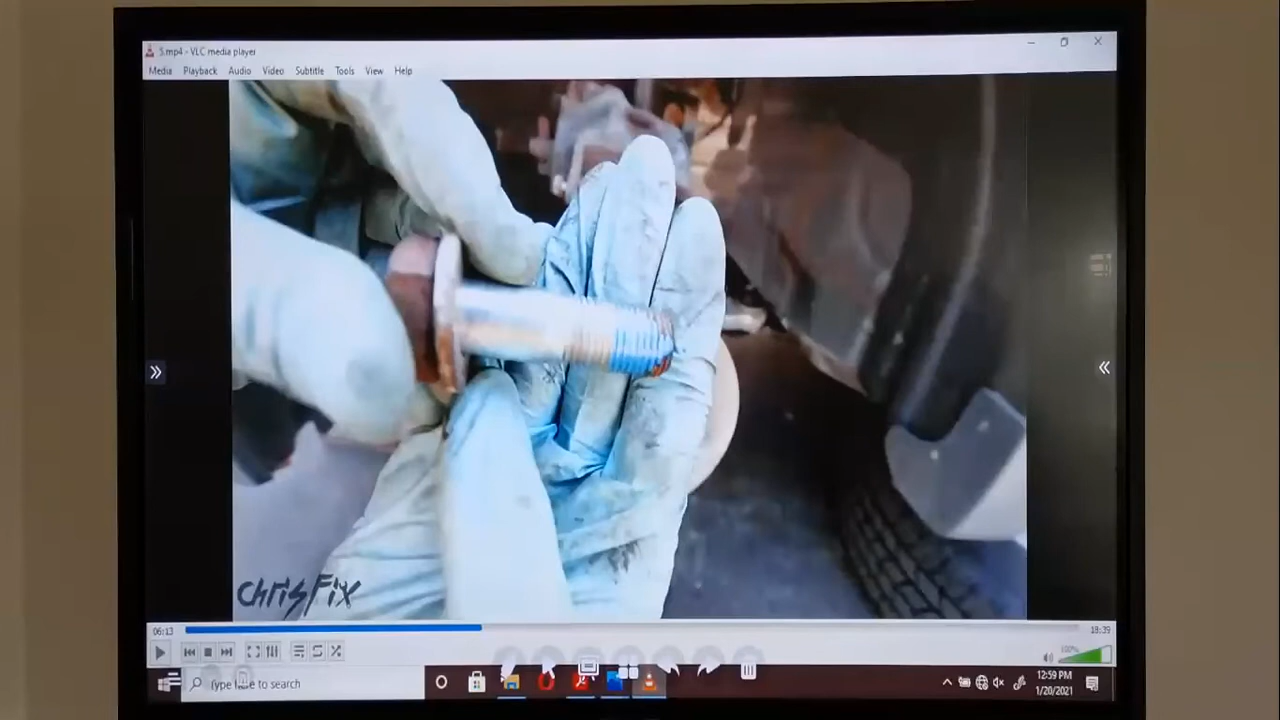 5.mp4 - VLC media player
Media Playback Audio Video Subtitle Tools View Help
ChrisFix
06:13
18:39
100%
Type here to search
12:59 PM
1/20/2021